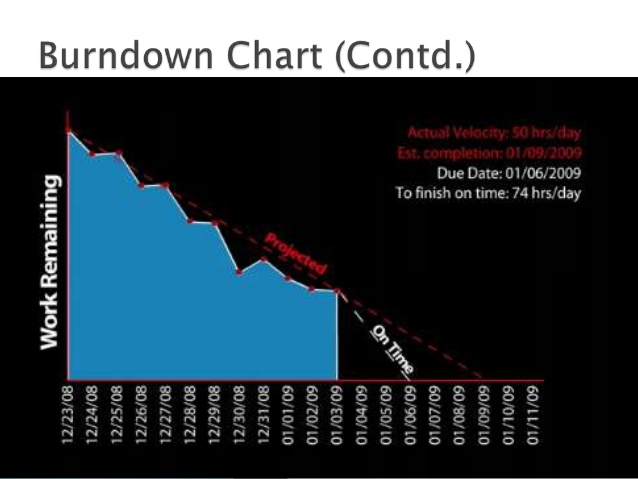 Burndown Chart (Contd.)
Actual Velocity: 50 hrs/day
Est. completion: 01/09/2009
Due Date: 01/06/2009
To finish on time: 74 hrs/day
Work Remaining
Projected
On Time
12/23/08
12/24/08
12/25/08
12/26/08
12/27/08
12/28/08
12/29/08
12/30/08
12/31/08
01/01/09
01/02/09
01/03/09
01/04/09
01/05/09
01/06/09
01/07/09
01/08/09
01/09/09
01/10/09
01/11/09